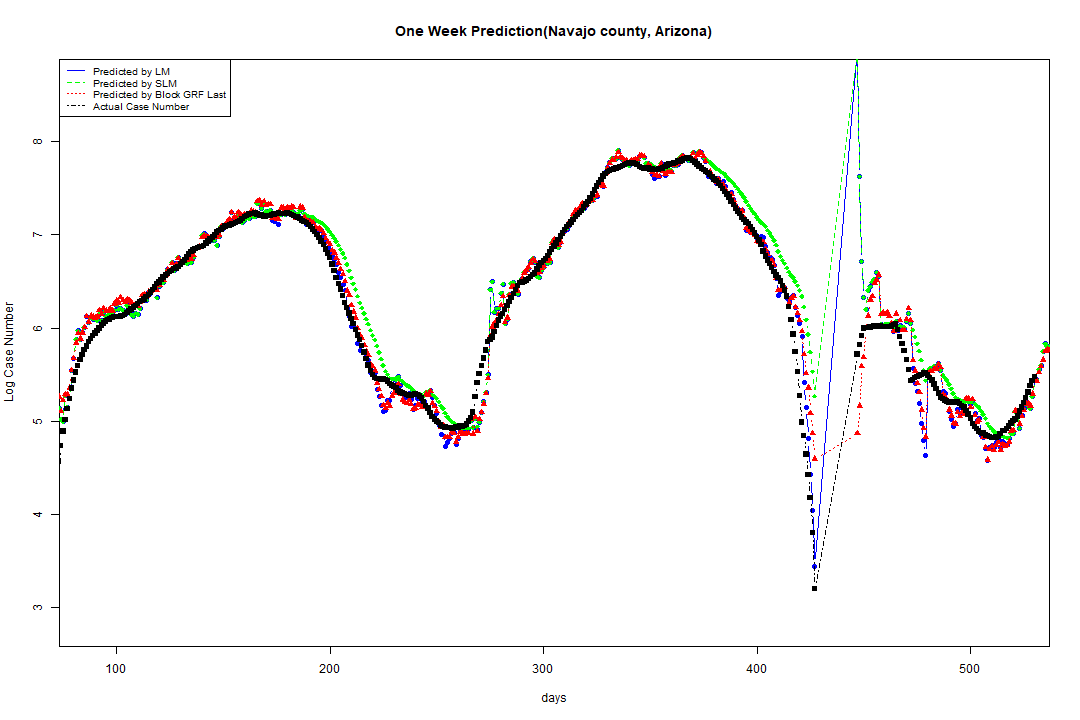 One Week Prediction(Navajo county, Arizona)
Predicted by LM
Predicted by SLM
Predicted by Block GRF Last
Actual Case Number
8
7
6
5
4
3
Log Case Number
100 200 300 400 500
days